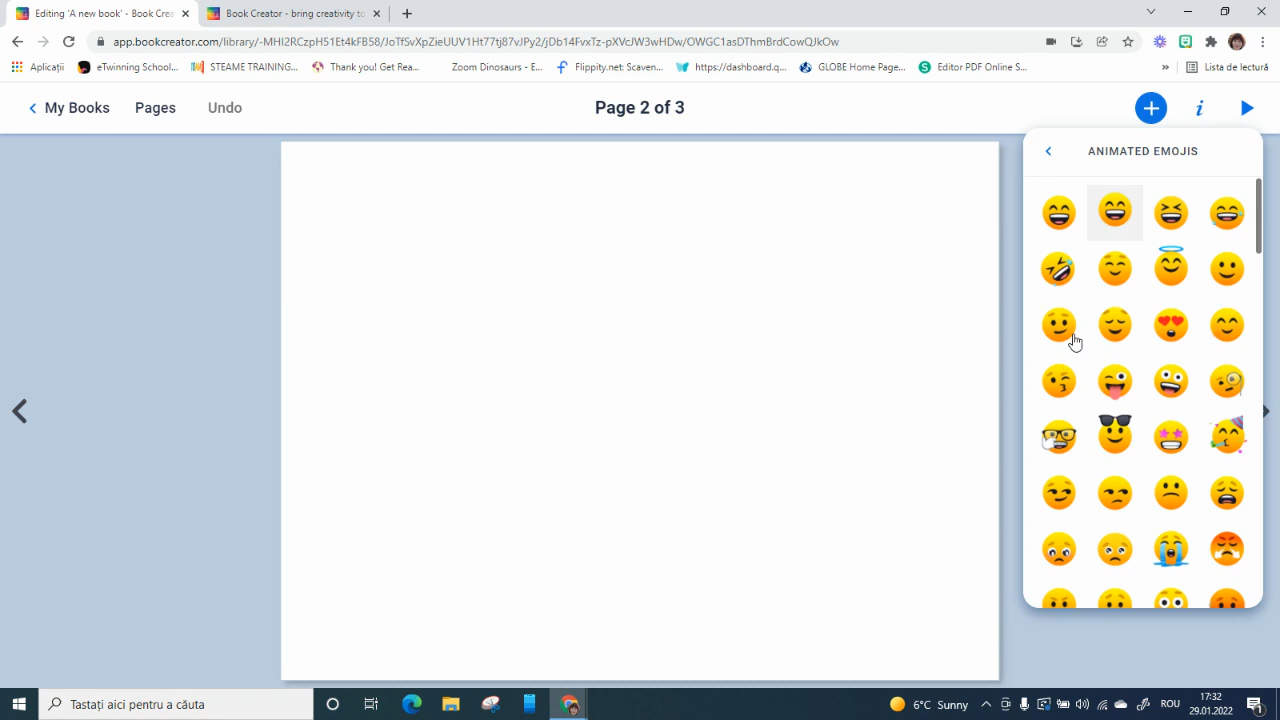 Editing 'A new book' - Book Crea
Book Creator - bring creativity to
app.bookcreator.com/library/-MHI2RCzpH51Et4kFB58/JoTfSvXpZieUUV1Ht77tj87vJPy2/jDb14FvxTz-pXVcJW3wHDw/OWGC1asDThmBrdCowQJkOw
Aplicații
eTwinning School...
STEAME TRAINING...
Thank you! Get Rea...
Zoom Dinosaurs - E...
Flippity.net: Scaven...
https://dashboard.q...
GLOBE Home Page...
Editor PDF Online S...
Lista de lectură
My Books
Pages
Undo
Page 2 of 3
ANIMATED EMOJIS
Tastați aici pentru a căuta
6°C Sunny
ROU
17:32
29.01.2022
1